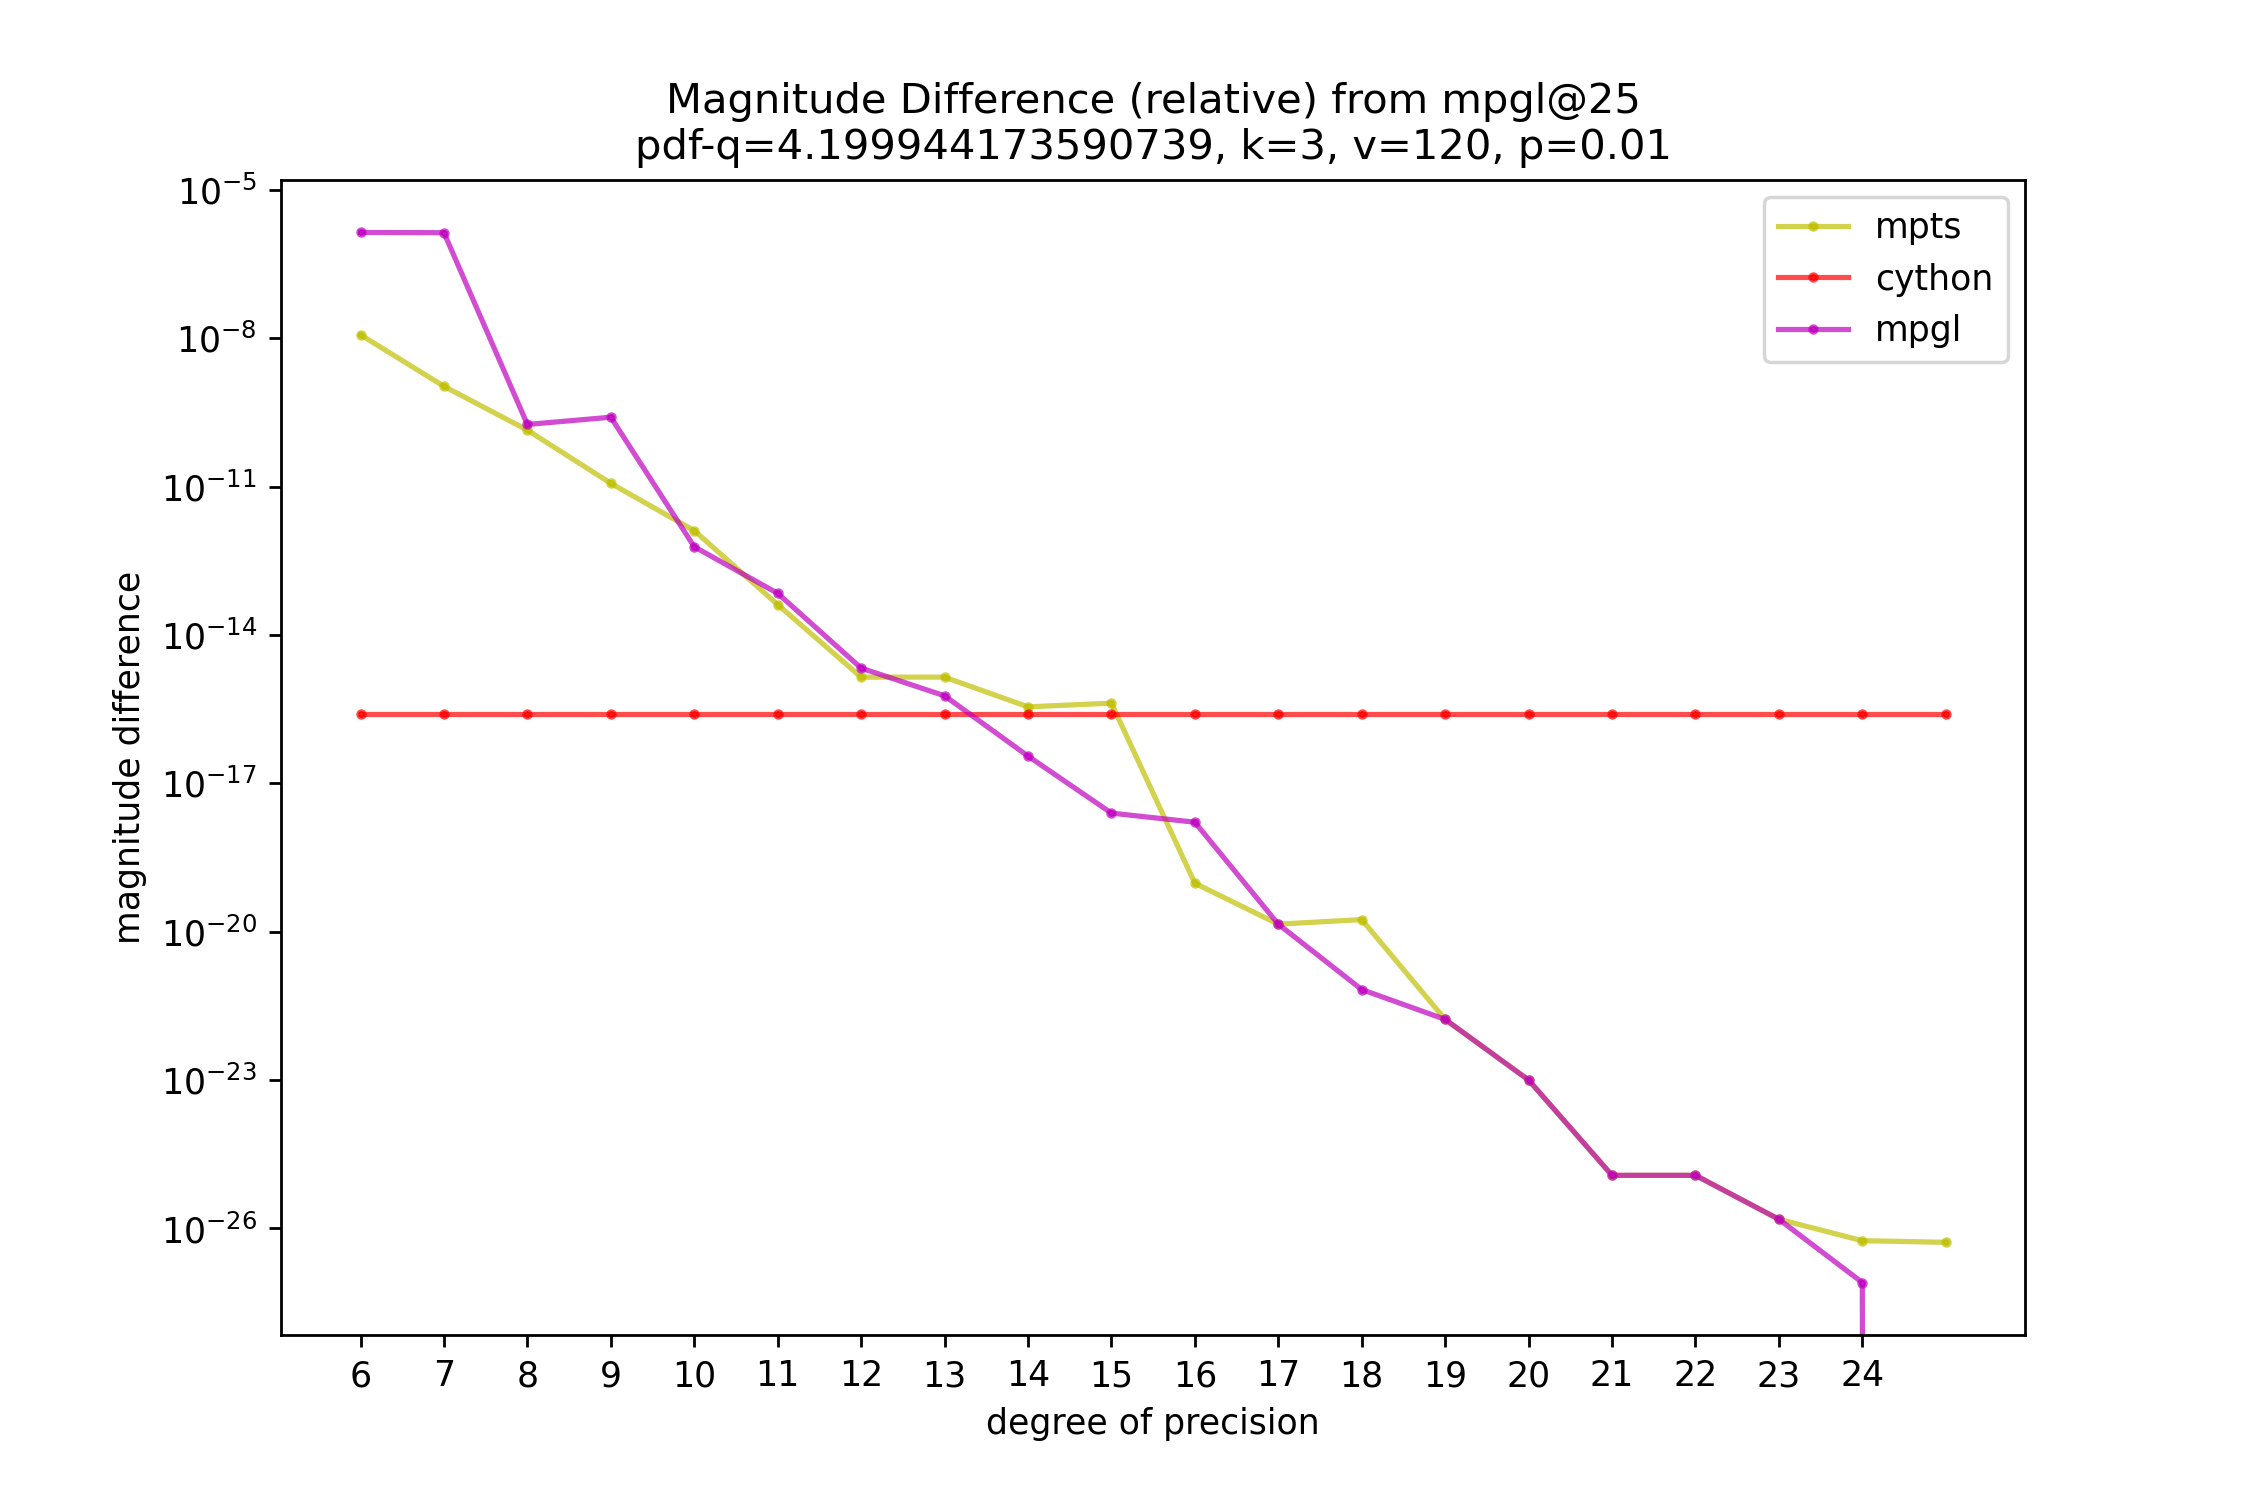 Magnitude Difference (relative) from mpgl@25
pdf-q=4.199944173590739, k=3, v=120, p=0.01
mpts
cython
mpgl
magnitude difference
10⁻⁵
10⁻⁸
10⁻¹¹
10⁻¹⁴
10⁻¹⁷
10⁻²⁰
10⁻²³
10⁻²⁶
6 7 8 9 10 11 12 13 14 15 16 17 18 19 20 21 22 23 24
degree of precision